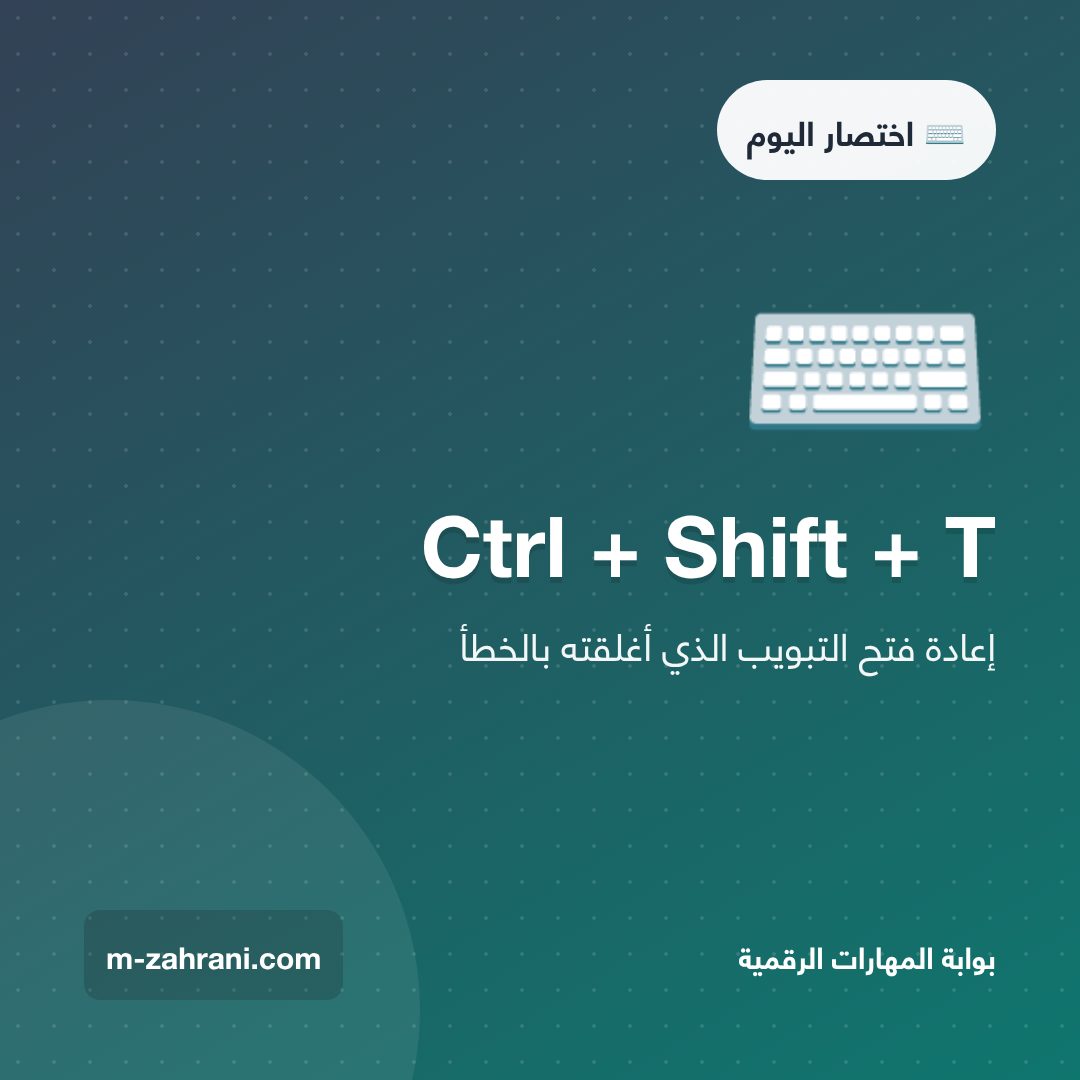 ⌨️ اختصار اليوم
Ctrl + Shift + T
إعادة فتح التبويب الذي أغلقته بالخطأ
بوابة المهارات الرقمية
m-zahrani.com